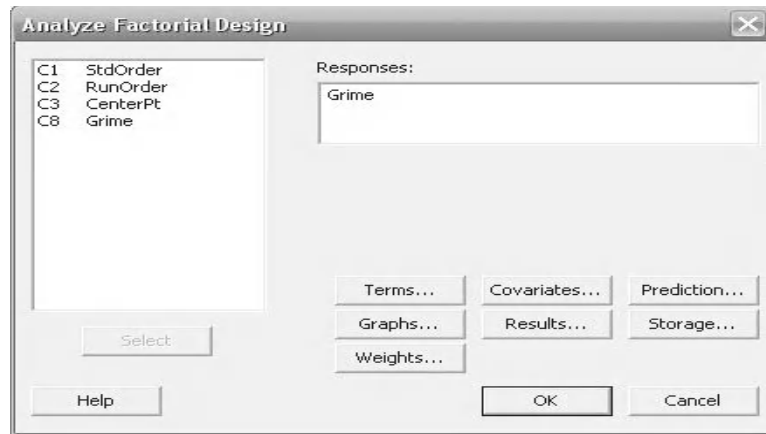 Analyze Factorial Design
C1 StdOrder
C2 RunOrder
C3 CenterPt
C8 Grime
Responses:
Grime
Terms...
Covariates...
Prediction...
Select
Graphs...
Results...
Storage...
Weights...
Help
OK
Cancel